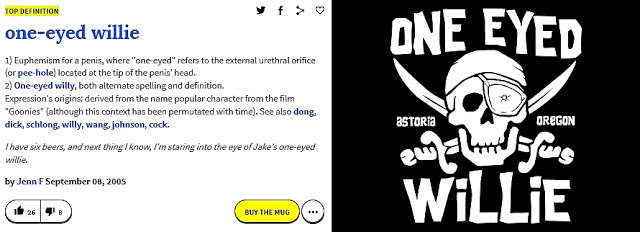 TOP DEFINITION
one-eyed willie
1) Euphemism for a penis, where "one-eyed" refers to the external urethral orifice
(or pee-hole) located at the tip of the penis' head.
2) One-eyed willy, both alternate spelling and definition.
Expression's origins: derived from the name popular character from the film
"Goonies" (although this context has been permutated with time). See also dong,
dick, schlong, willy, wang, johnson, cock.
I have six beers, and next thing I know, I'm staring into the eye of Jake's one-eyed
willie.
by Jenn F September 08, 2005
26 8 BUY THE MUG
ONE EYED
ASTORIA OREGON
WiLLiE